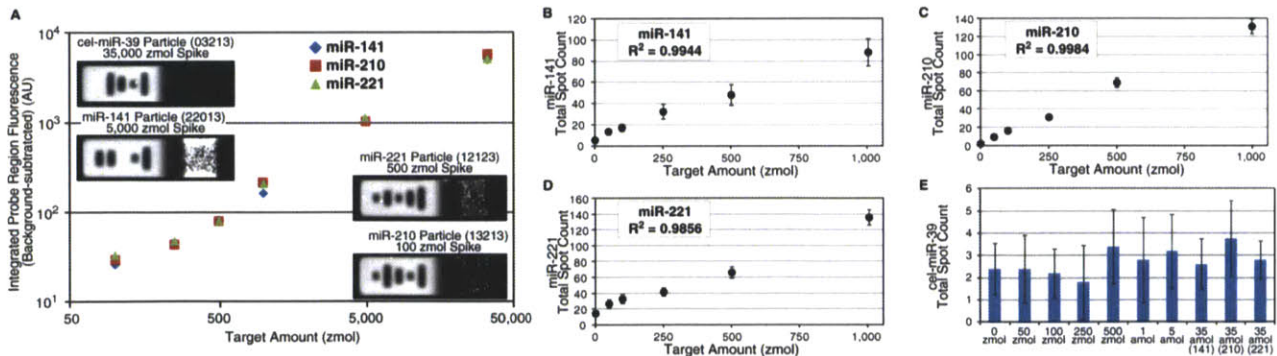 A
Integrated Probe Region Fluorescence
(Background-subtratcted) (AU)
10^4
10^3
10^2
10^1
cel-miR-39 Particle (03213)
35,000 zmol Spike
miR-141 Particle (22013)
5,000 zmol Spike
miR-141
miR-210
miR-221
miR-221 Particle (12123)
500 zmol Spike
miR-210 Particle (13213)
100 zmol Spike
50
500
5,000
50,000
Target Amount (zmol)
B
miR-141
Total Spot Count
120
100
80
60
40
20
0
miR-141
R² = 0.9944
0
250
500
750
1,000
Target Amount (zmol)
C
miR-210
Total Spot Count
140
120
100
80
60
40
20
0
miR-210
R² = 0.9984
0
250
500
750
1,000
Target Amount (zmol)
D
miR-221
Total Spot Count
160
140
120
100
80
60
40
20
0
miR-221
R² = 0.9856
0
250
500
750
1,000
Target Amount (zmol)
E
cel-miR-39
Total Spot Count
6
5
4
3
2
1
0
0 50 100 250 500 1 5 35 35 35
zmol zmol zmol zmol zmol amol amol amol amol amol
(141) (210) (221)